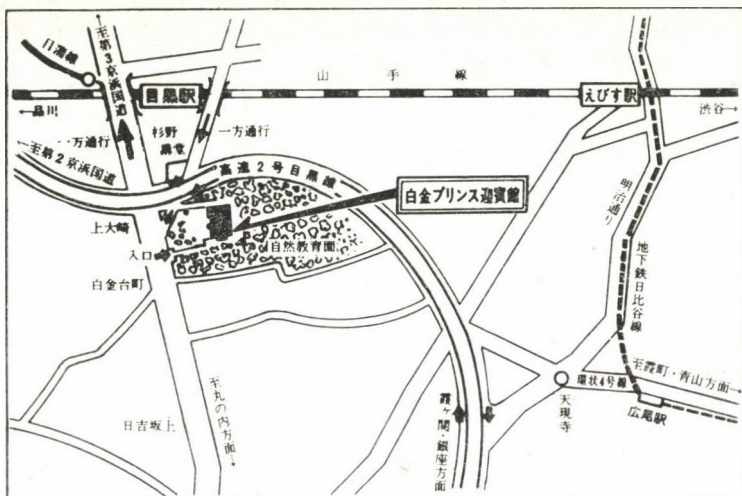 至第3京浜国道
目蒲線
目黒駅
山手線
えびす駅
←品川
渋谷→
一方通行
杉野
講堂
一方通行
至第2京浜国道
高速2号目黒線
白金プリンス迎賓館
上大崎
自然教育園
入口
白金台町
明治通り
地下鉄日比谷線
至霞町・青山方面→
環状4号線
広尾駅
天現寺
日吉坂上
至丸の内方面→
霞ヶ関・銀座方面